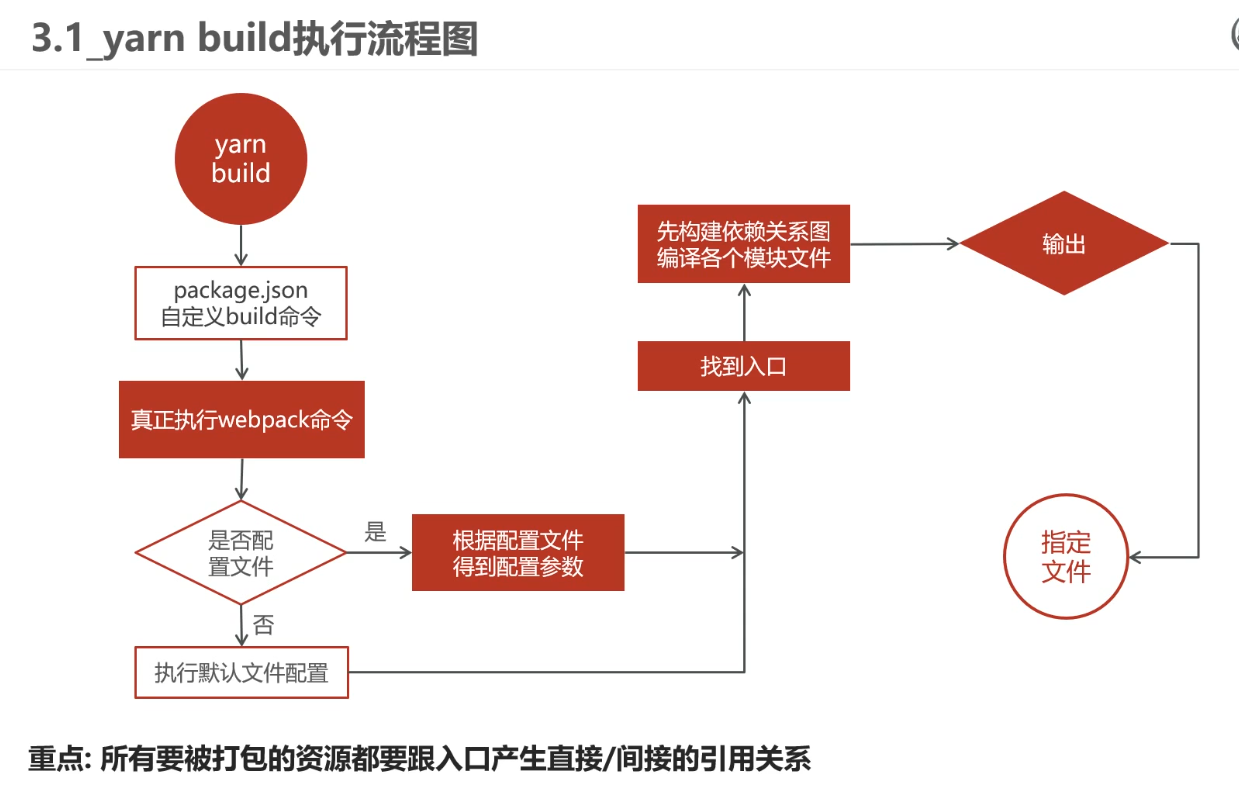 3.1_yarn build执行流程图
yarn
build
package.json
自定义build命令
真正执行webpack命令
是否配
置文件
是
根据配置文件
得到配置参数
否
执行默认文件配置
找到入口
先构建依赖关系图
编译各个模块文件
输出
指定
文件
重点: 所有要被打包的资源都要跟入口产生直接/间接的引用关系